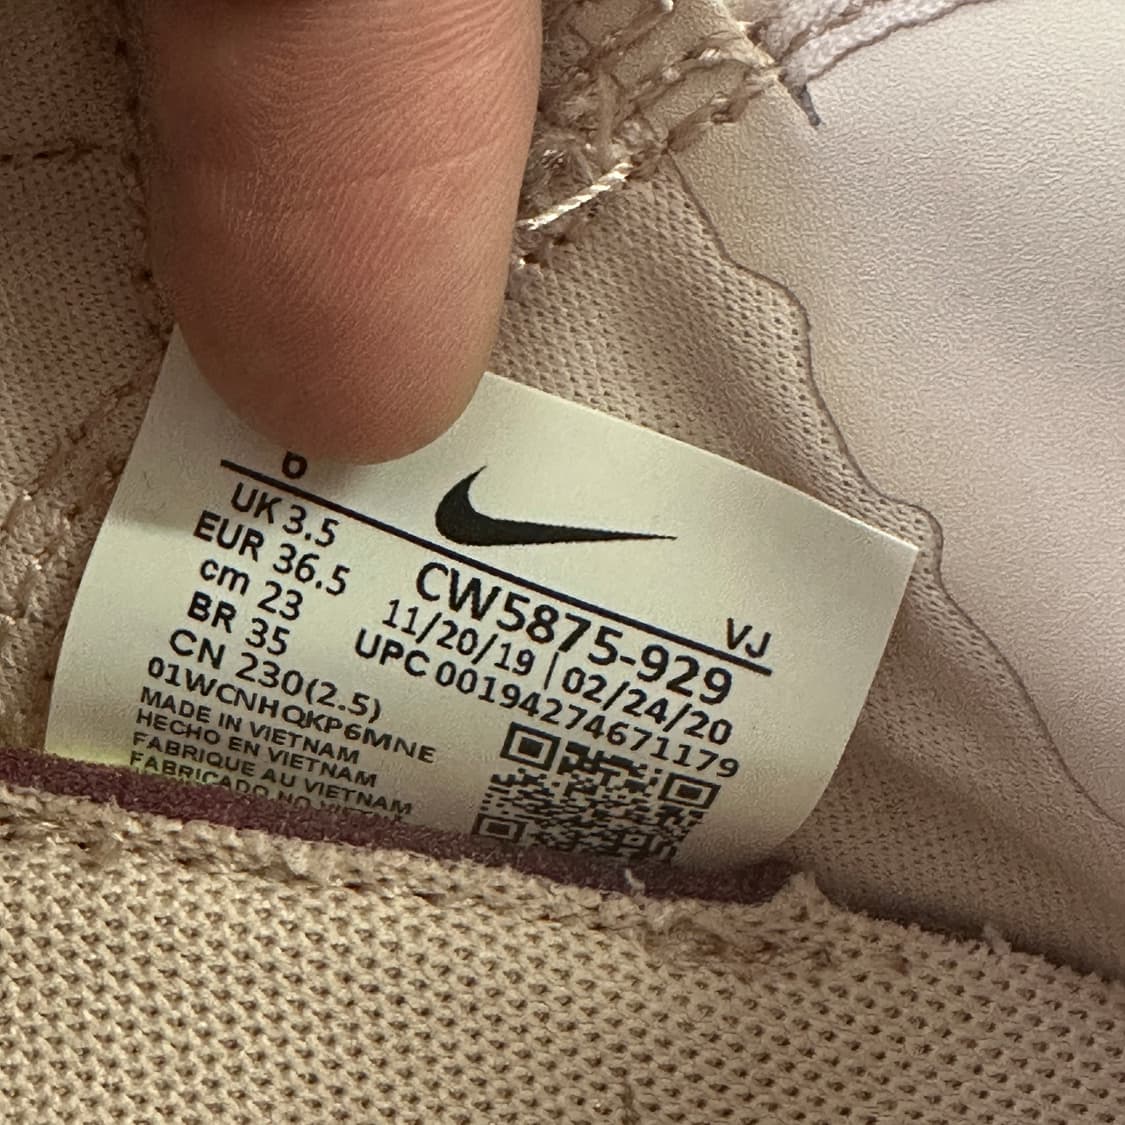 6
UK 3.5
EUR 36.5
cm 23
BR 35
CN 230(2.5)
01WCNHQKP6MNE
MADE IN VIETNAM
HECHO EN VIETNAM
FABRIQUE AU VIETNAM
FABRICADO NO VIETNAM
VJ
CW5875-929
11/20/19 | 02/24/20
UPC 00194274671179